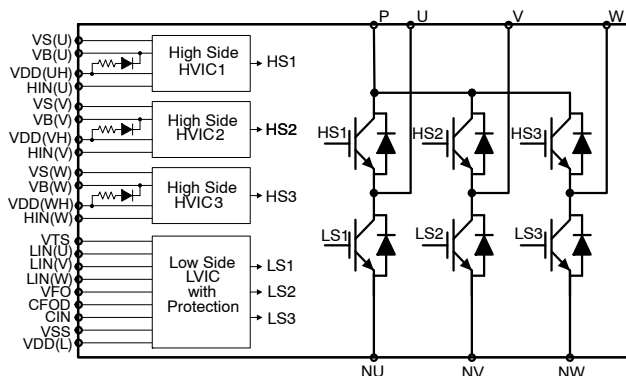 P U V W
VS(U)
VB(U)
VDD(UH)
HIN(U)
High Side
HVIC1
HS1
VS(V)
VB(V)
VDD(VH)
HIN(V)
High Side
HVIC2
HS2
VS(W)
VB(W)
VDD(WH)
HIN(W)
High Side
HVIC3
HS3
VTS
LIN(U)
LIN(V)
LIN(W)
VFO
CFOD
CIN
VSS
VDD(L)
Low Side
LVIC
with
Protection
LS1
LS2
LS3
HS1 HS2 HS3
LS1 LS2 LS3
NU NV NW